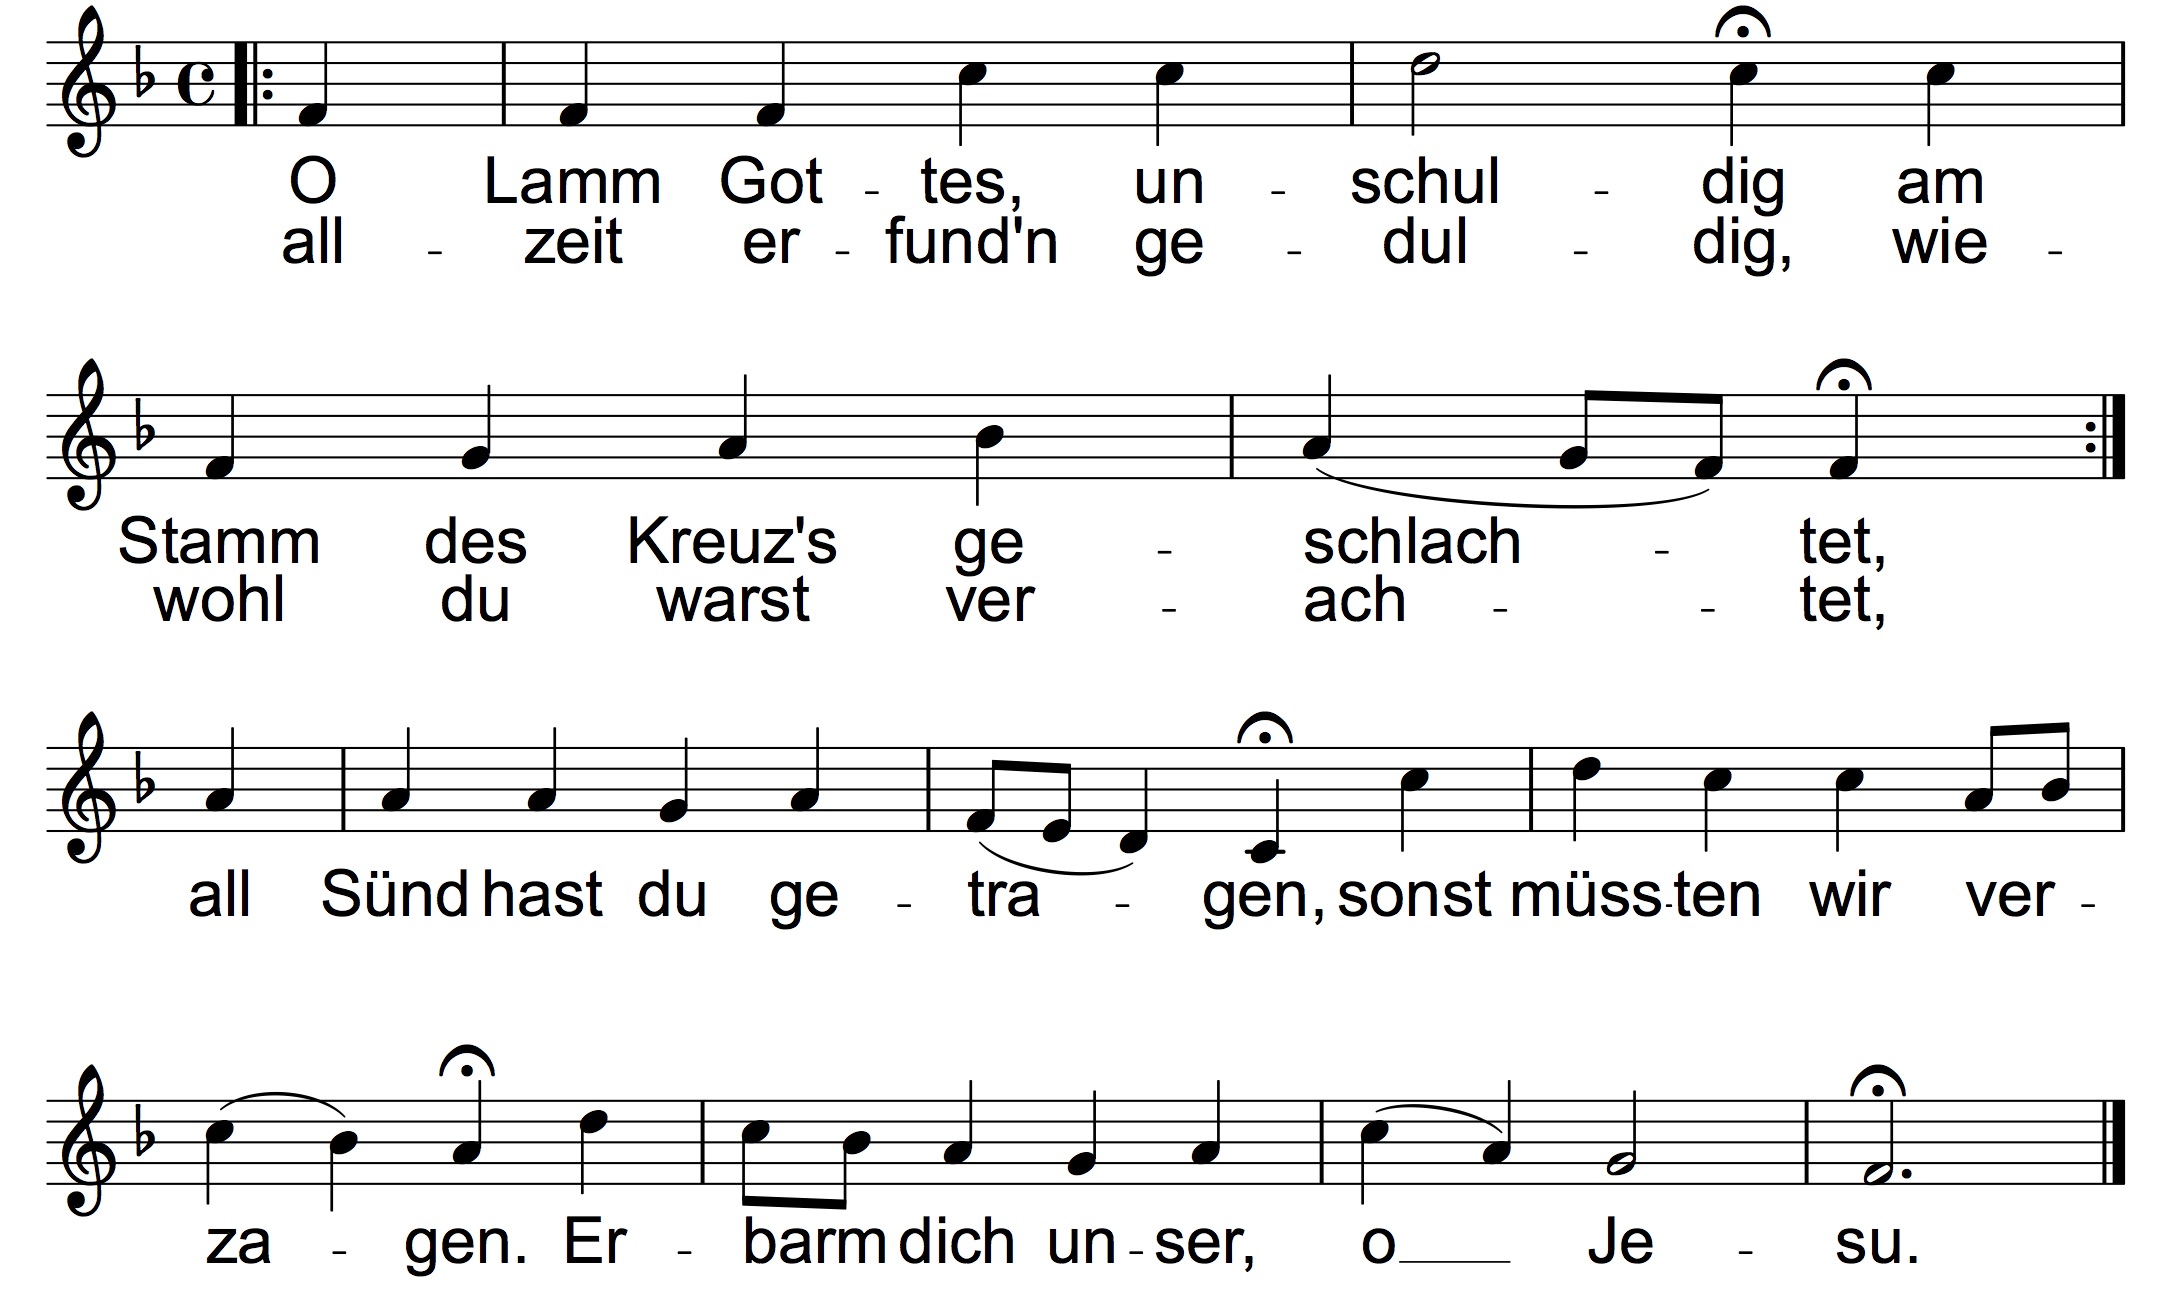 O Lamm Got - tes, un - schul - dig am
all - zeit er - fund'n ge - dul - dig, wie -
Stamm des Kreuz's ge - schlach - tet,
wohl du warst ver - ach - - tet,
all Sünd hast du ge - tra - gen, sonst müss-ten wir ver -
za - gen. Er - barm dich un - ser, o___ Je - su.